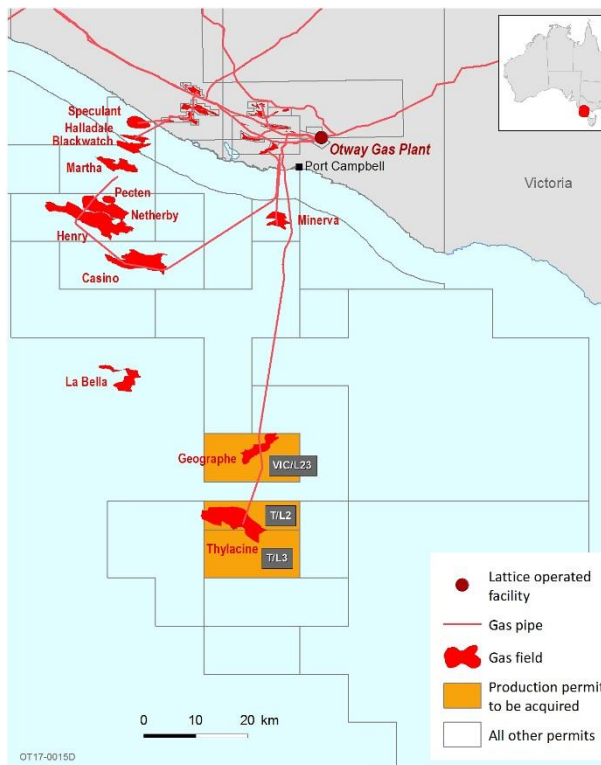 Speculant
Halladale
Blackwatch
Martha
Pecten
Netherby
Henry
Casino
Otway Gas Plant
Port Campbell
Victoria
Minerva
La Bella
Geographe
VIC/L23
T/L2
Thylacine
T/L3
Lattice operated
facility
Gas pipe
Gas field
Production permit
to be acquired
All other permits
0 10 20 km
OT17-0015D